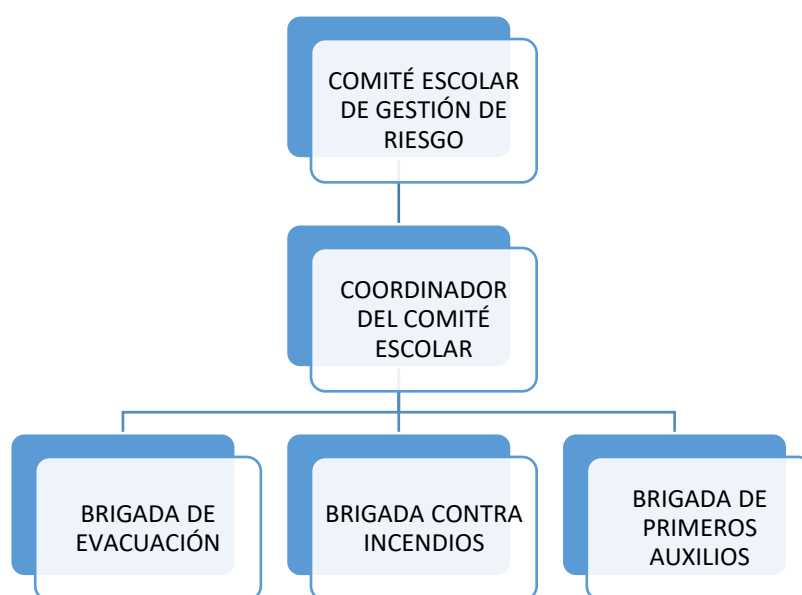 COMITÉ ESCOLAR
DE GESTIÓN DE
RIESGO
COORDINADOR
DEL COMITÉ
ESCOLAR
BRIGADA DE
EVACUACIÓN
BRIGADA CONTRA
INCENDIOS
BRIGADA DE
PRIMEROS
AUXILIOS